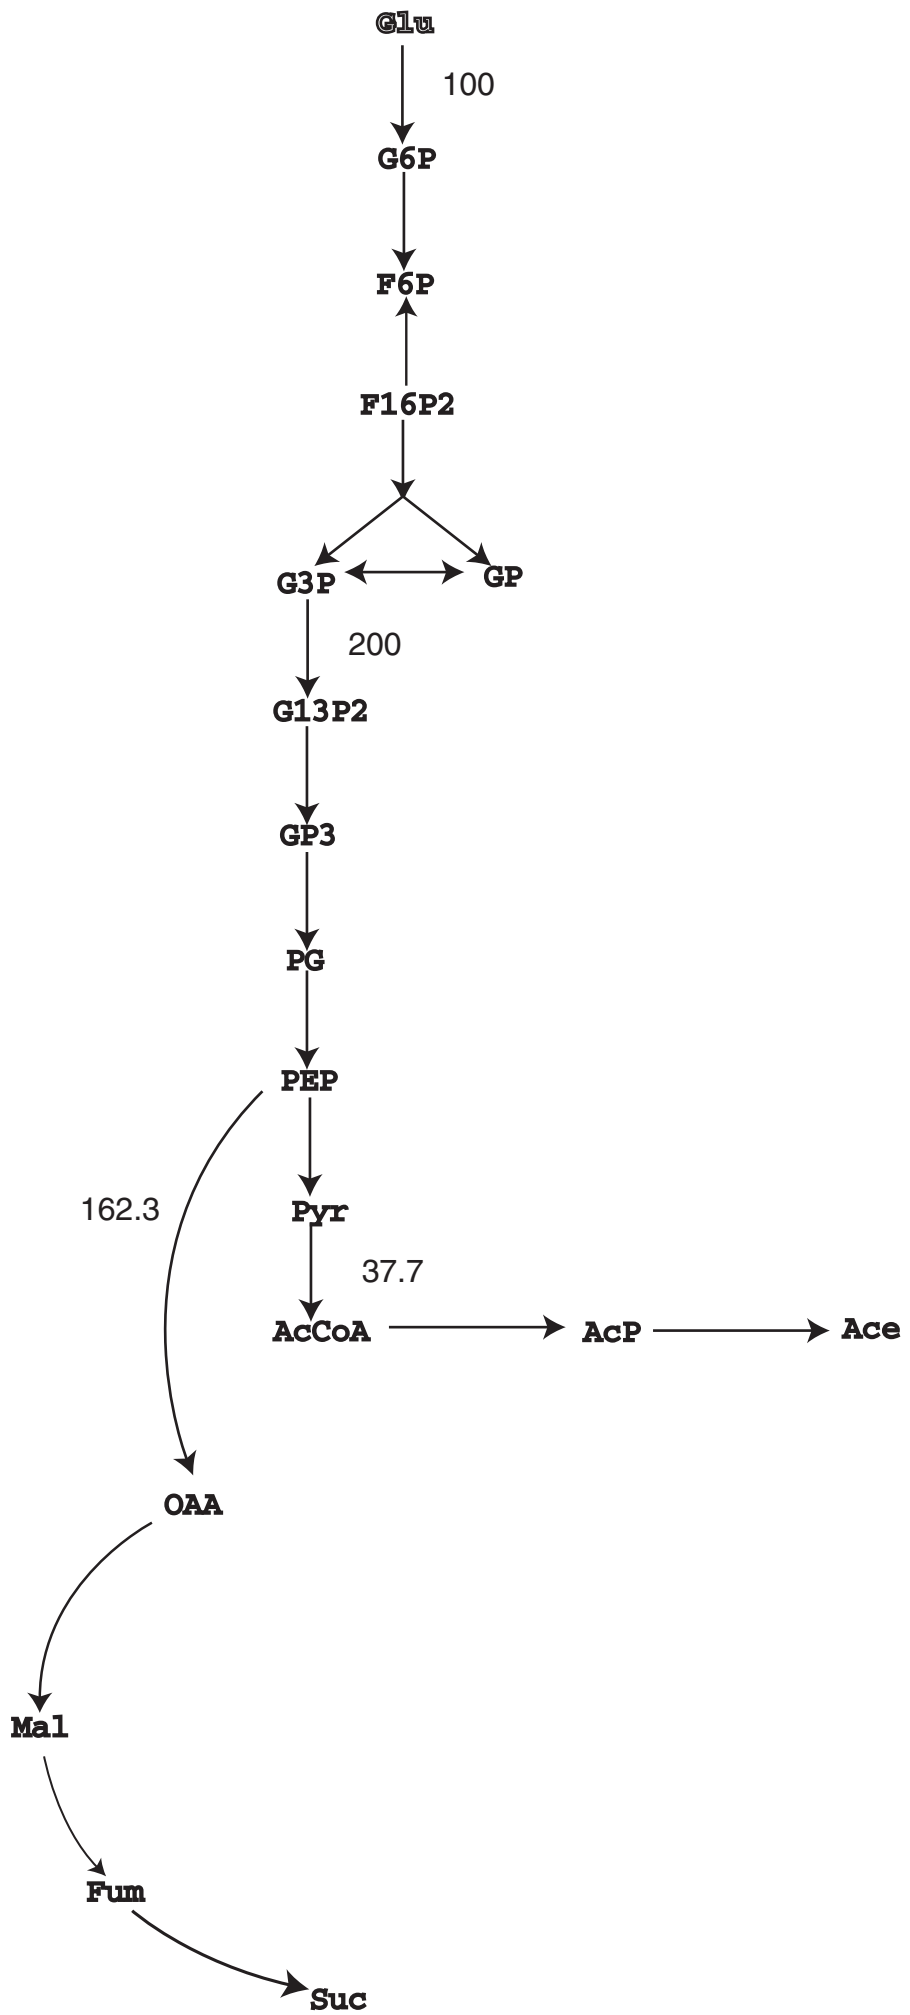 Glu
100
G6P
F6P
F16P2
G3P
GP
200
G13P2
GP3
PG
PEP
162.3
Pyr
37.7
AcCoA
AcP
Ace
OAA
Mal
Fum
Suc